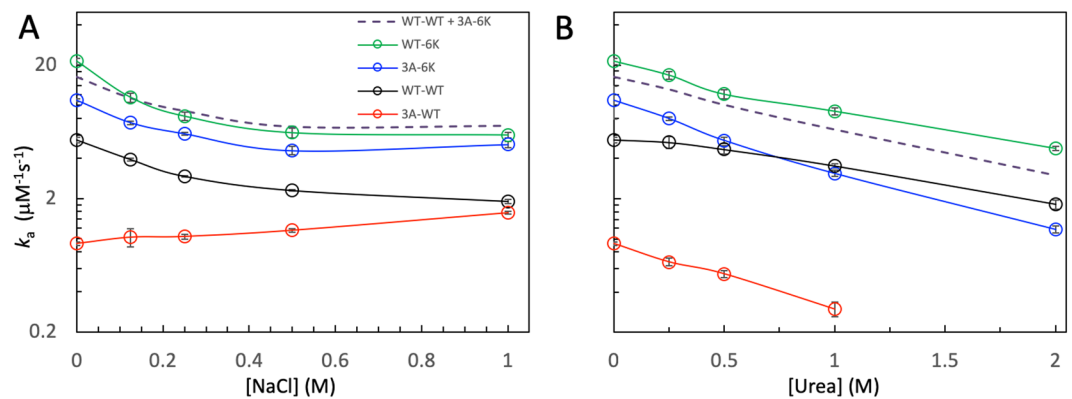 A
WT-WT + 3A-6K
WT-6K
3A-6K
WT-WT
3A-WT
20
2
0.2
kₐ (μM⁻¹s⁻¹)
0 0.2 0.4 0.6 0.8 1
[NaCl] (M)
B
0 0.5 1 1.5 2
[Urea] (M)